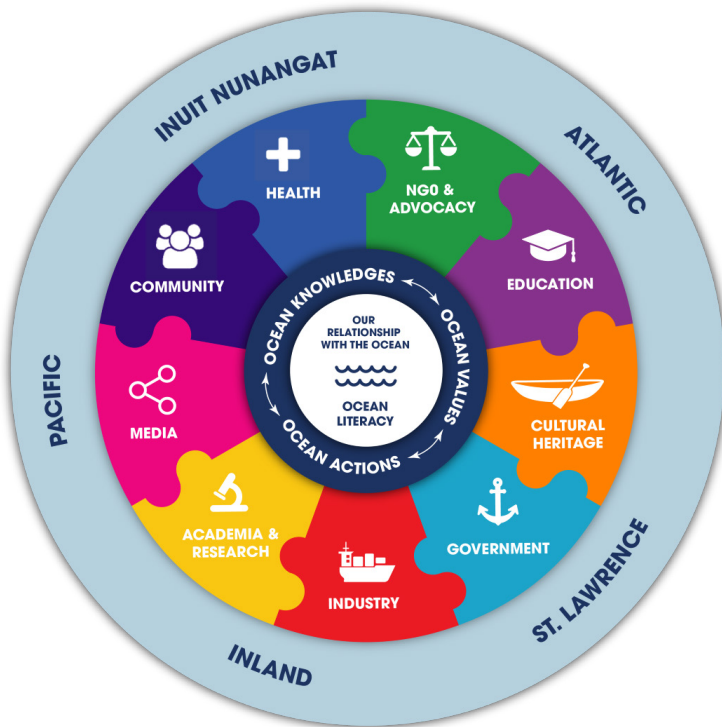 INUIT NUNANGAT
ATLANTIC
ST. LAWRENCE
INLAND
PACIFIC
HEALTH
NG0 &
ADVOCACY
EDUCATION
CULTURAL
HERITAGE
GOVERNMENT
INDUSTRY
ACADEMIA &
RESEARCH
MEDIA
COMMUNITY
OCEAN KNOWLEDGES
OCEAN VALUES
OCEAN ACTIONS
OUR
RELATIONSHIP
WITH THE OCEAN
OCEAN
LITERACY